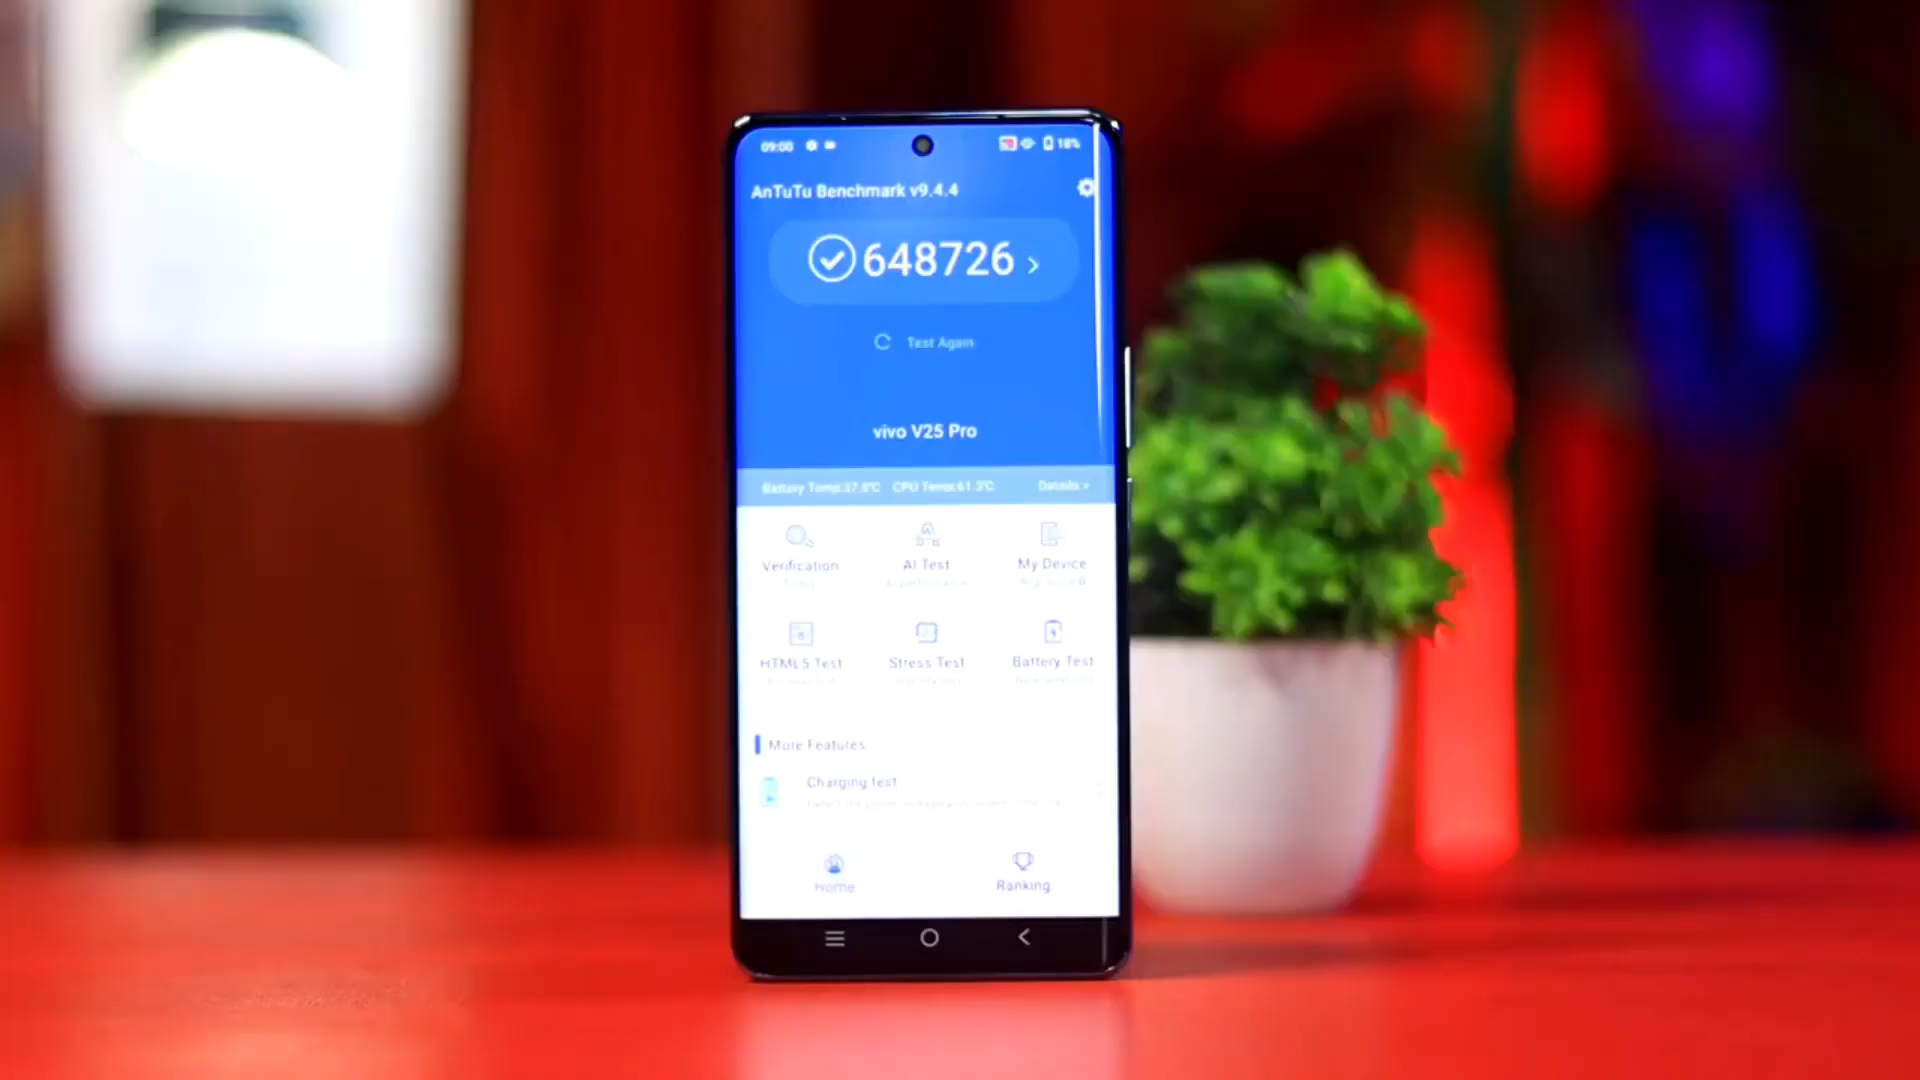 09:00 18%
AnTuTu Benchmark v9.4.4
648726
Test Again
vivo V25 Pro
Battery Temp:37.8°C CPU Temp:61.3°C Details >
Verification AI Test My Device
HTML5 Test Stress Test Battery Test
More Features
Charging test
Home Ranking